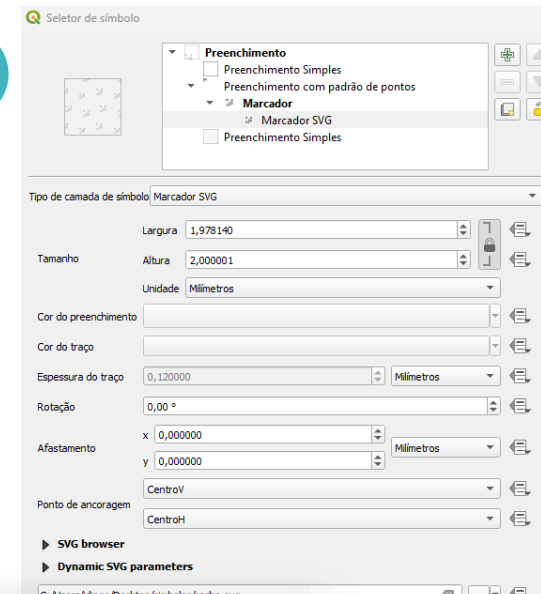 Seletor de símbolo
Preenchimento
Preenchimento Simples
Preenchimento com padrão de pontos
Marcador
Marcador SVG
Preenchimento Simples
Tipo de camada de símbolo Marcador SVG
Largura 1,978140
Tamanho Altura 2,000001
Unidade Milímetros
Cor do preenchimento
Cor do traço
Espessura do traço 0,120000 Milímetros
Rotação 0,00 °
x 0,000000
Afastamento Milímetros
y 0,000000
CentroV
Ponto de ancoragem
CentroH
SVG browser
Dynamic SVG parameters